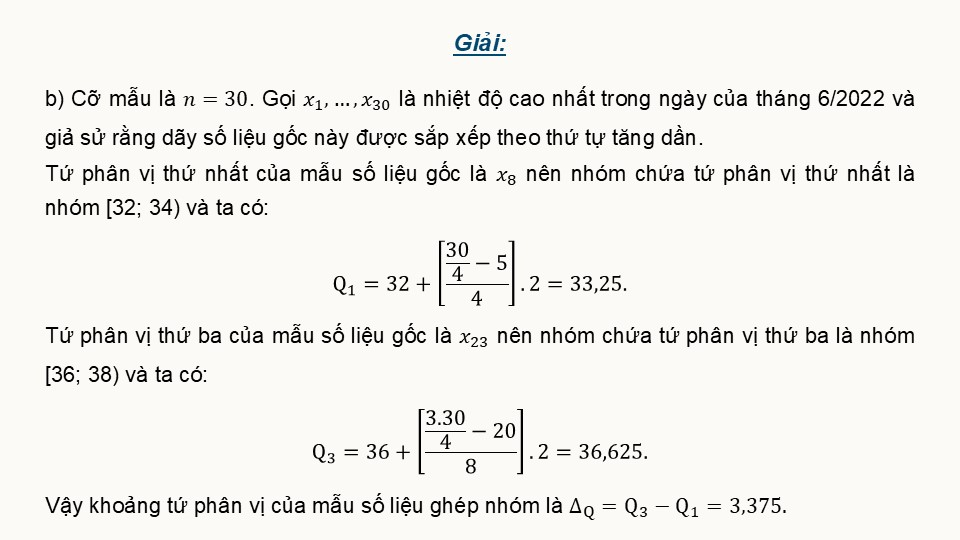 Giải:
b) Cỡ mẫu là n = 30. Gọi x₁, … , x₃₀ là nhiệt độ cao nhất trong ngày của tháng 6/2022 và
giả sử rằng dãy số liệu gốc này được sắp xếp theo thứ tự tăng dần.
Tứ phân vị thứ nhất của mẫu số liệu gốc là x₈ nên nhóm chứa tứ phân vị thứ nhất là
nhóm [32; 34) và ta có:
Q₁ = 32 + [(30/4 − 5)/4] . 2 = 33,25.
Tứ phân vị thứ ba của mẫu số liệu gốc là x₂₃ nên nhóm chứa tứ phân vị thứ ba là nhóm
[36; 38) và ta có:
Q₃ = 36 + [(3.30/4 − 20)/8] . 2 = 36,625.
Vậy khoảng tứ phân vị của mẫu số liệu ghép nhóm là Δ_Q = Q₃ − Q₁ = 3,375.